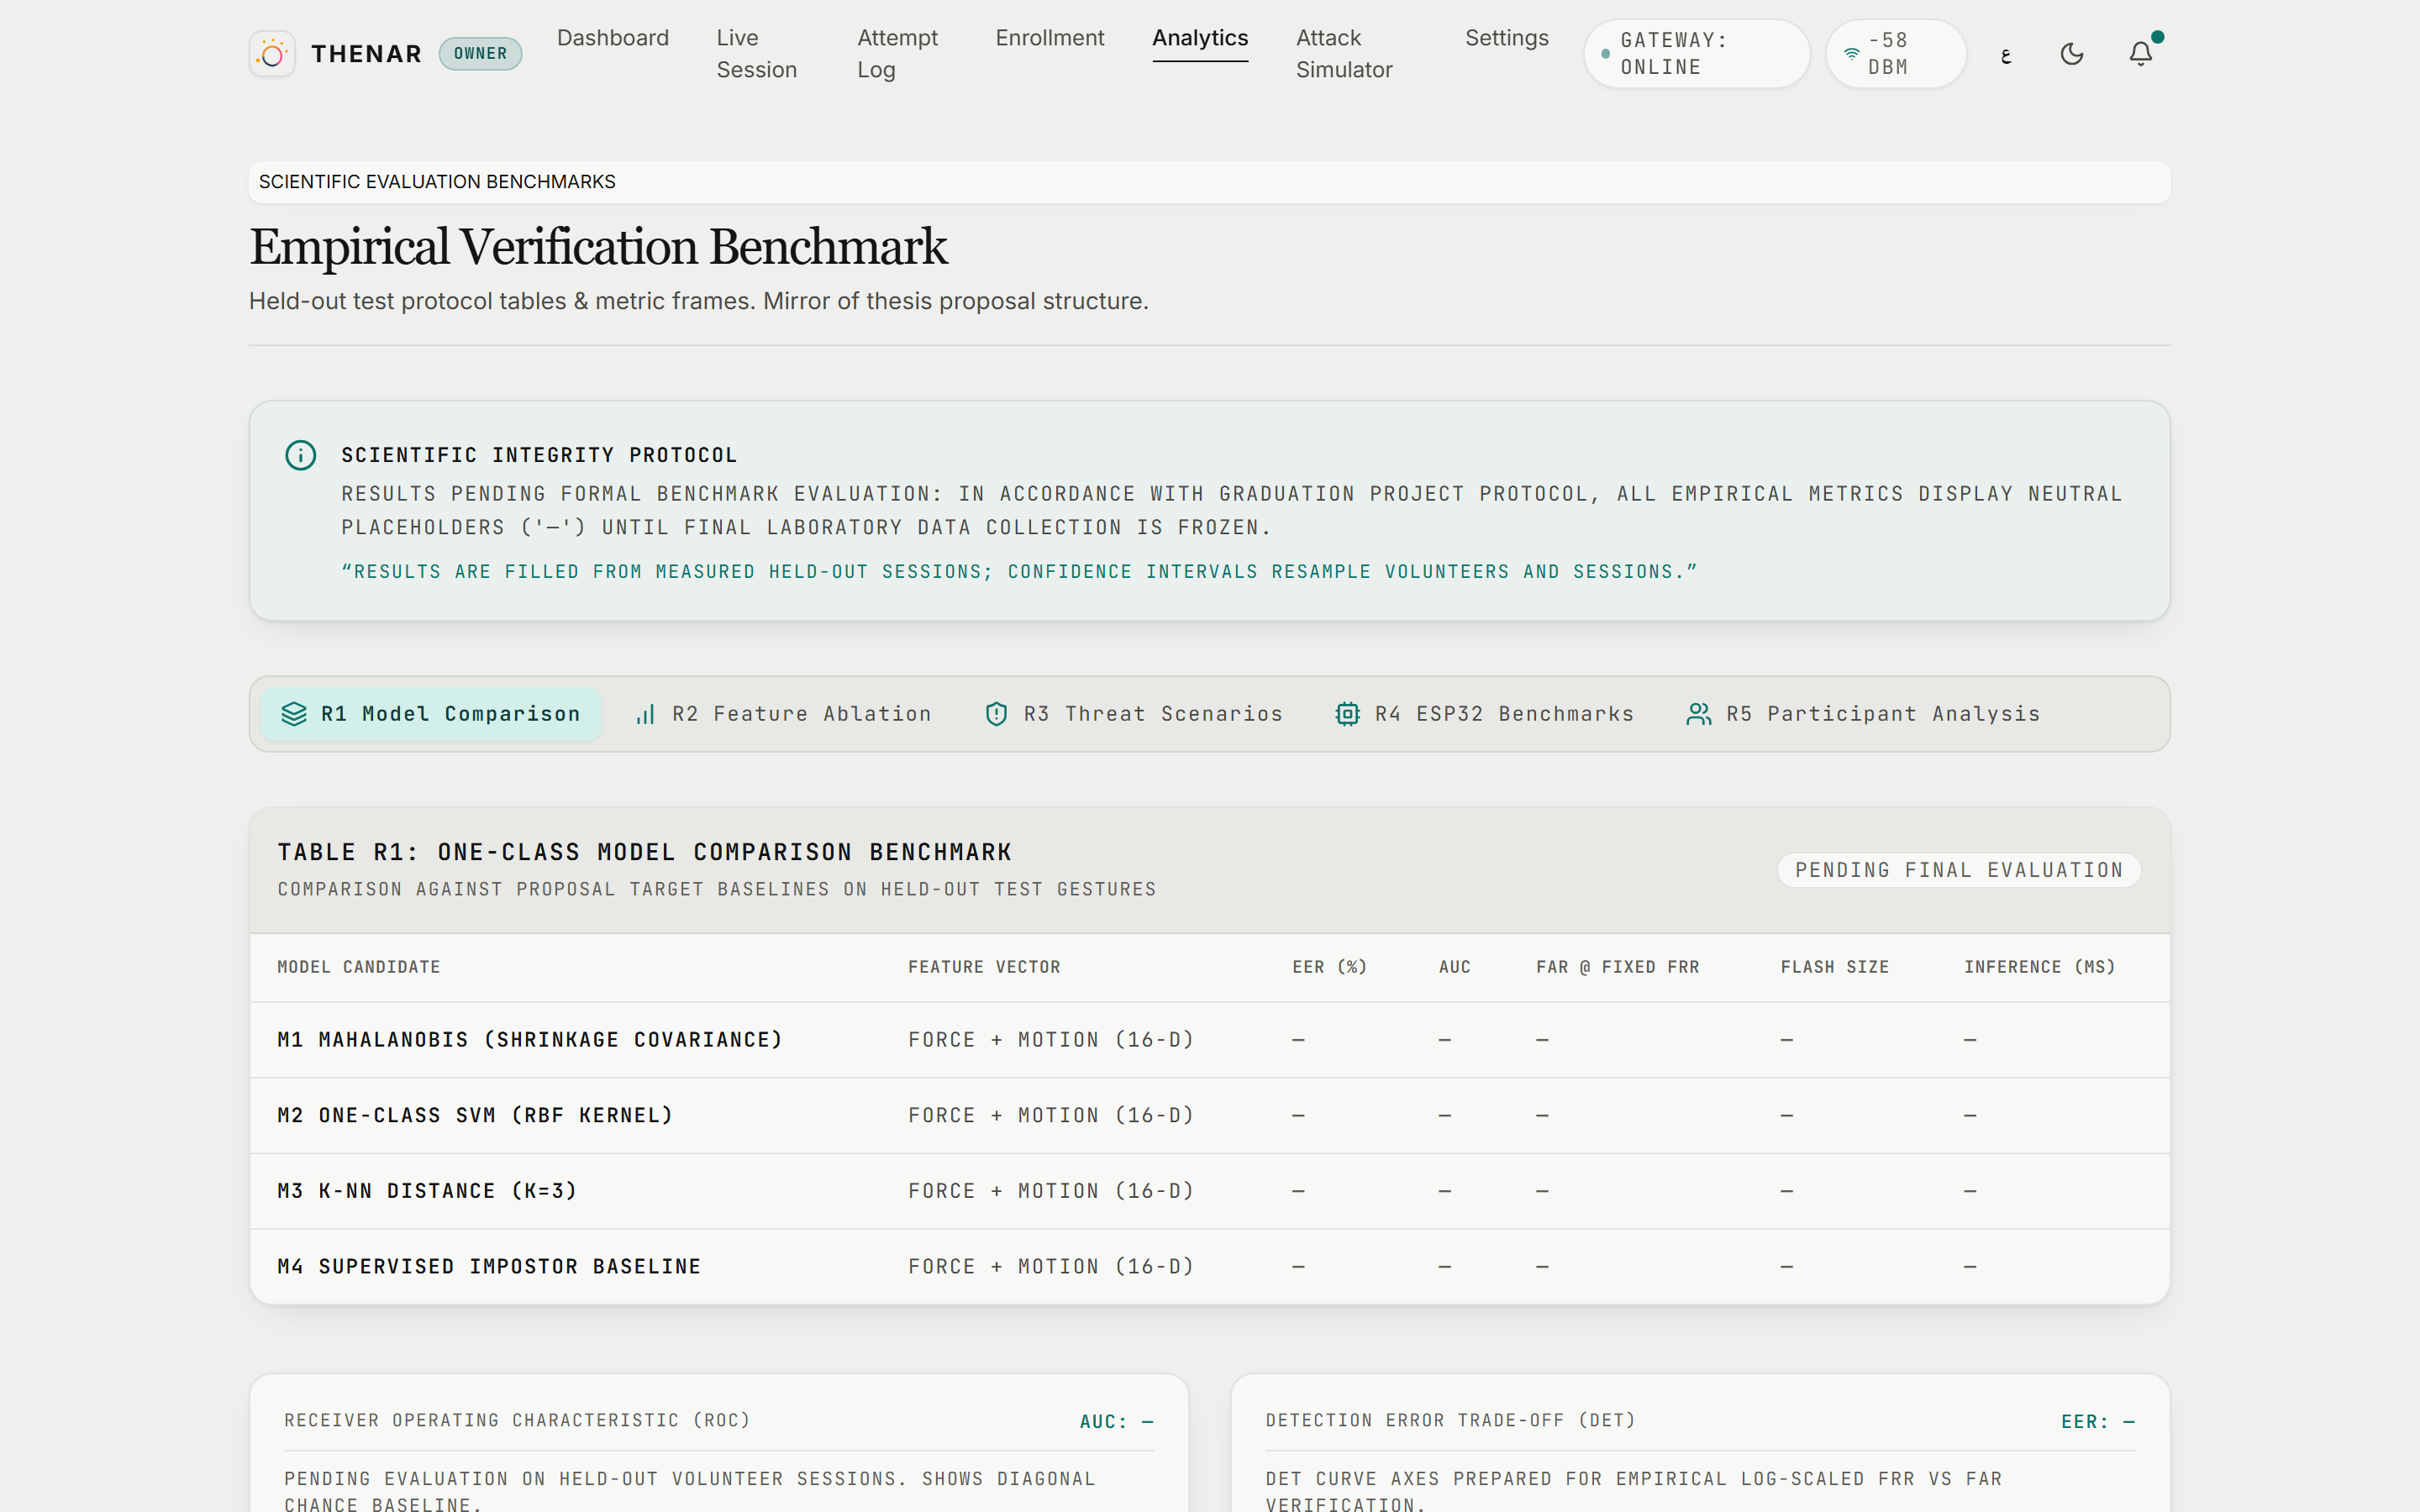 THENAR
OWNER
Dashboard
Live Session
Attempt Log
Enrollment
Analytics
Attack Simulator
Settings
GATEWAY: ONLINE
-58 DBM
ع
SCIENTIFIC EVALUATION BENCHMARKS
Empirical Verification Benchmark
Held-out test protocol tables & metric frames. Mirror of thesis proposal structure.
SCIENTIFIC INTEGRITY PROTOCOL
RESULTS PENDING FORMAL BENCHMARK EVALUATION: IN ACCORDANCE WITH GRADUATION PROJECT PROTOCOL, ALL EMPIRICAL METRICS DISPLAY NEUTRAL
PLACEHOLDERS ('—') UNTIL FINAL LABORATORY DATA COLLECTION IS FROZEN.
“RESULTS ARE FILLED FROM MEASURED HELD-OUT SESSIONS; CONFIDENCE INTERVALS RESAMPLE VOLUNTEERS AND SESSIONS.”
R1 Model Comparison
R2 Feature Ablation
R3 Threat Scenarios
R4 ESP32 Benchmarks
R5 Participant Analysis
TABLE R1: ONE-CLASS MODEL COMPARISON BENCHMARK
COMPARISON AGAINST PROPOSAL TARGET BASELINES ON HELD-OUT TEST GESTURES
PENDING FINAL EVALUATION
MODEL CANDIDATE FEATURE VECTOR EER (%) AUC FAR @ FIXED FRR FLASH SIZE INFERENCE (MS)
M1 MAHALANOBIS (SHRINKAGE COVARIANCE) FORCE + MOTION (16-D) — — — — —
M2 ONE-CLASS SVM (RBF KERNEL) FORCE + MOTION (16-D) — — — — —
M3 K-NN DISTANCE (K=3) FORCE + MOTION (16-D) — — — — —
M4 SUPERVISED IMPOSTOR BASELINE FORCE + MOTION (16-D) — — — — —
RECEIVER OPERATING CHARACTERISTIC (ROC) AUC: —
PENDING EVALUATION ON HELD-OUT VOLUNTEER SESSIONS. SHOWS DIAGONAL
CHANCE BASELINE.
DETECTION ERROR TRADE-OFF (DET) EER: —
DET CURVE AXES PREPARED FOR EMPIRICAL LOG-SCALED FRR VS FAR
VERIFICATION.